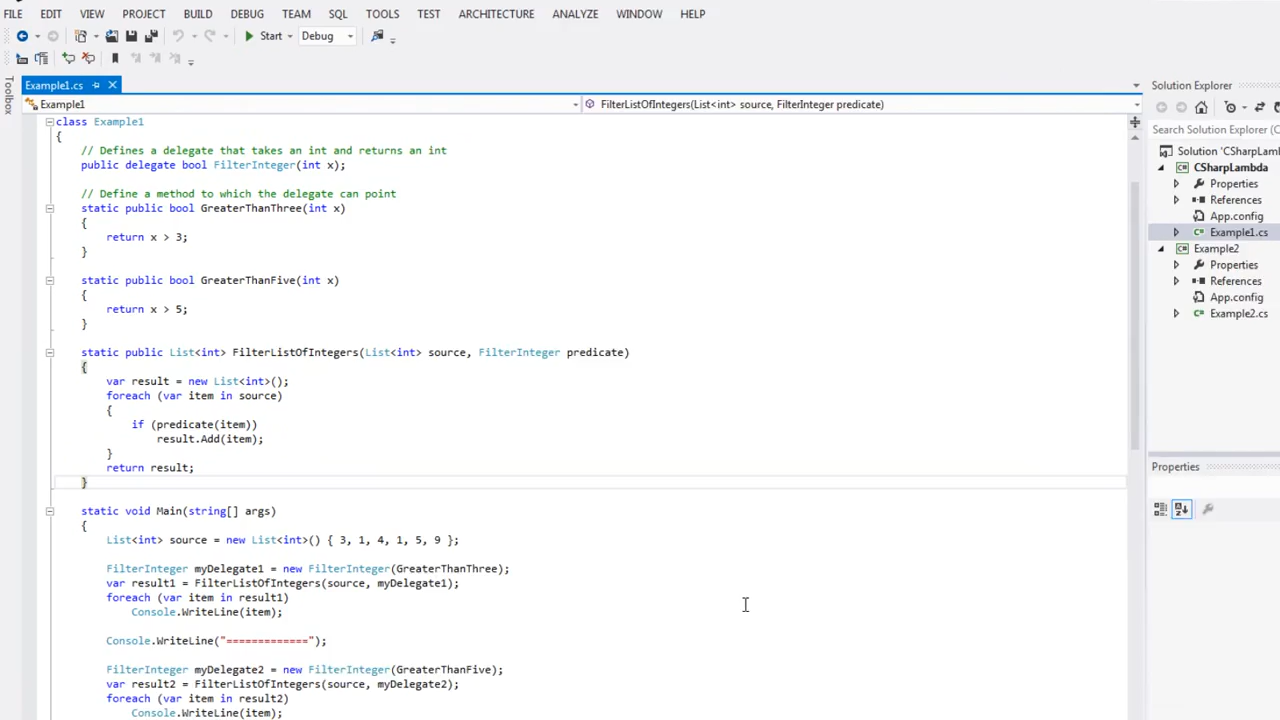 FILE EDIT VIEW PROJECT BUILD DEBUG TEAM SQL TOOLS TEST ARCHITECTURE ANALYZE WINDOW HELP
Start Debug
Toolbox
Example1.cs
Example1 FilterListOfIntegers(List<int> source, FilterInteger predicate)
class Example1
{
// Defines a delegate that takes an int and returns an int
public delegate bool FilterInteger(int x);
// Define a method to which the delegate can point
static public bool GreaterThanThree(int x)
{
return x > 3;
}
static public bool GreaterThanFive(int x)
{
return x > 5;
}
static public List<int> FilterListOfIntegers(List<int> source, FilterInteger predicate)
{
var result = new List<int>();
foreach (var item in source)
{
if (predicate(item))
result.Add(item);
}
return result;
}
static void Main(string[] args)
{
List<int> source = new List<int>() { 3, 1, 4, 1, 5, 9 };
FilterInteger myDelegate1 = new FilterInteger(GreaterThanThree);
var result1 = FilterListOfIntegers(source, myDelegate1);
foreach (var item in result1)
Console.WriteLine(item);
Console.WriteLine("=============");
FilterInteger myDelegate2 = new FilterInteger(GreaterThanFive);
var result2 = FilterListOfIntegers(source, myDelegate2);
foreach (var item in result2)
Console.WriteLine(item);
Solution Explorer
Search Solution Explorer (C
Solution 'CSharpLamb
CSharpLambda
Properties
References
App.config
Example1.cs
Example2
Properties
References
App.config
Example2.cs
Properties